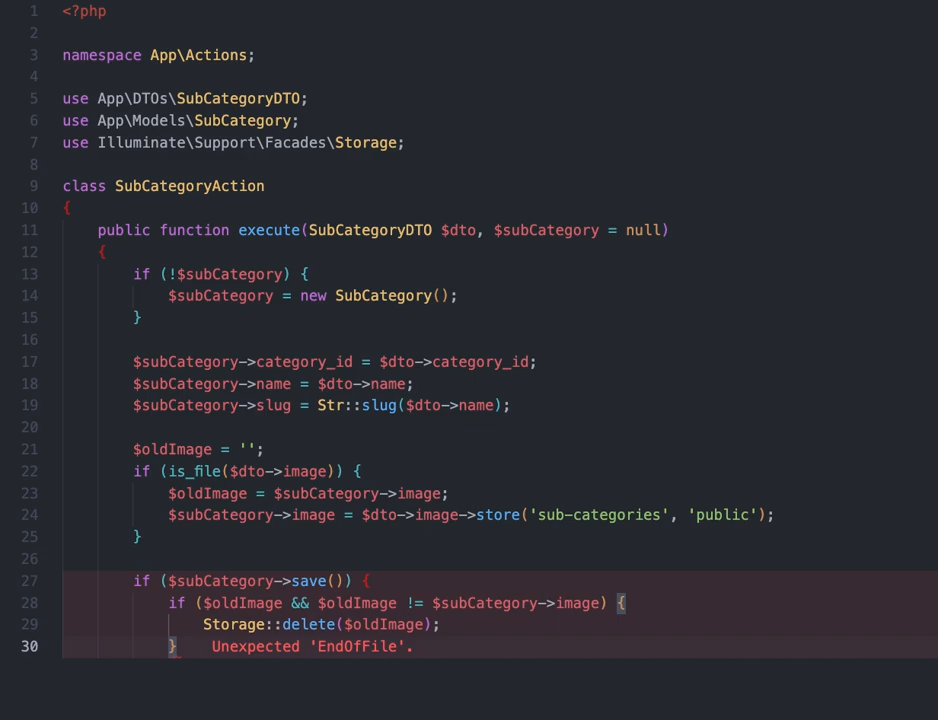 1 <?php
2
3 namespace App\Actions;
4
5 use App\DTOs\SubCategoryDTO;
6 use App\Models\SubCategory;
7 use Illuminate\Support\Facades\Storage;
8
9 class SubCategoryAction
10 {
11 public function execute(SubCategoryDTO $dto, $subCategory = null)
12 {
13 if (!$subCategory) {
14 $subCategory = new SubCategory();
15 }
16
17 $subCategory->category_id = $dto->category_id;
18 $subCategory->name = $dto->name;
19 $subCategory->slug = Str::slug($dto->name);
20
21 $oldImage = '';
22 if (is_file($dto->image)) {
23 $oldImage = $subCategory->image;
24 $subCategory->image = $dto->image->store('sub-categories', 'public');
25 }
26
27 if ($subCategory->save()) {
28 if ($oldImage && $oldImage != $subCategory->image) {
29 Storage::delete($oldImage);
30 } Unexpected 'EndOfFile'.